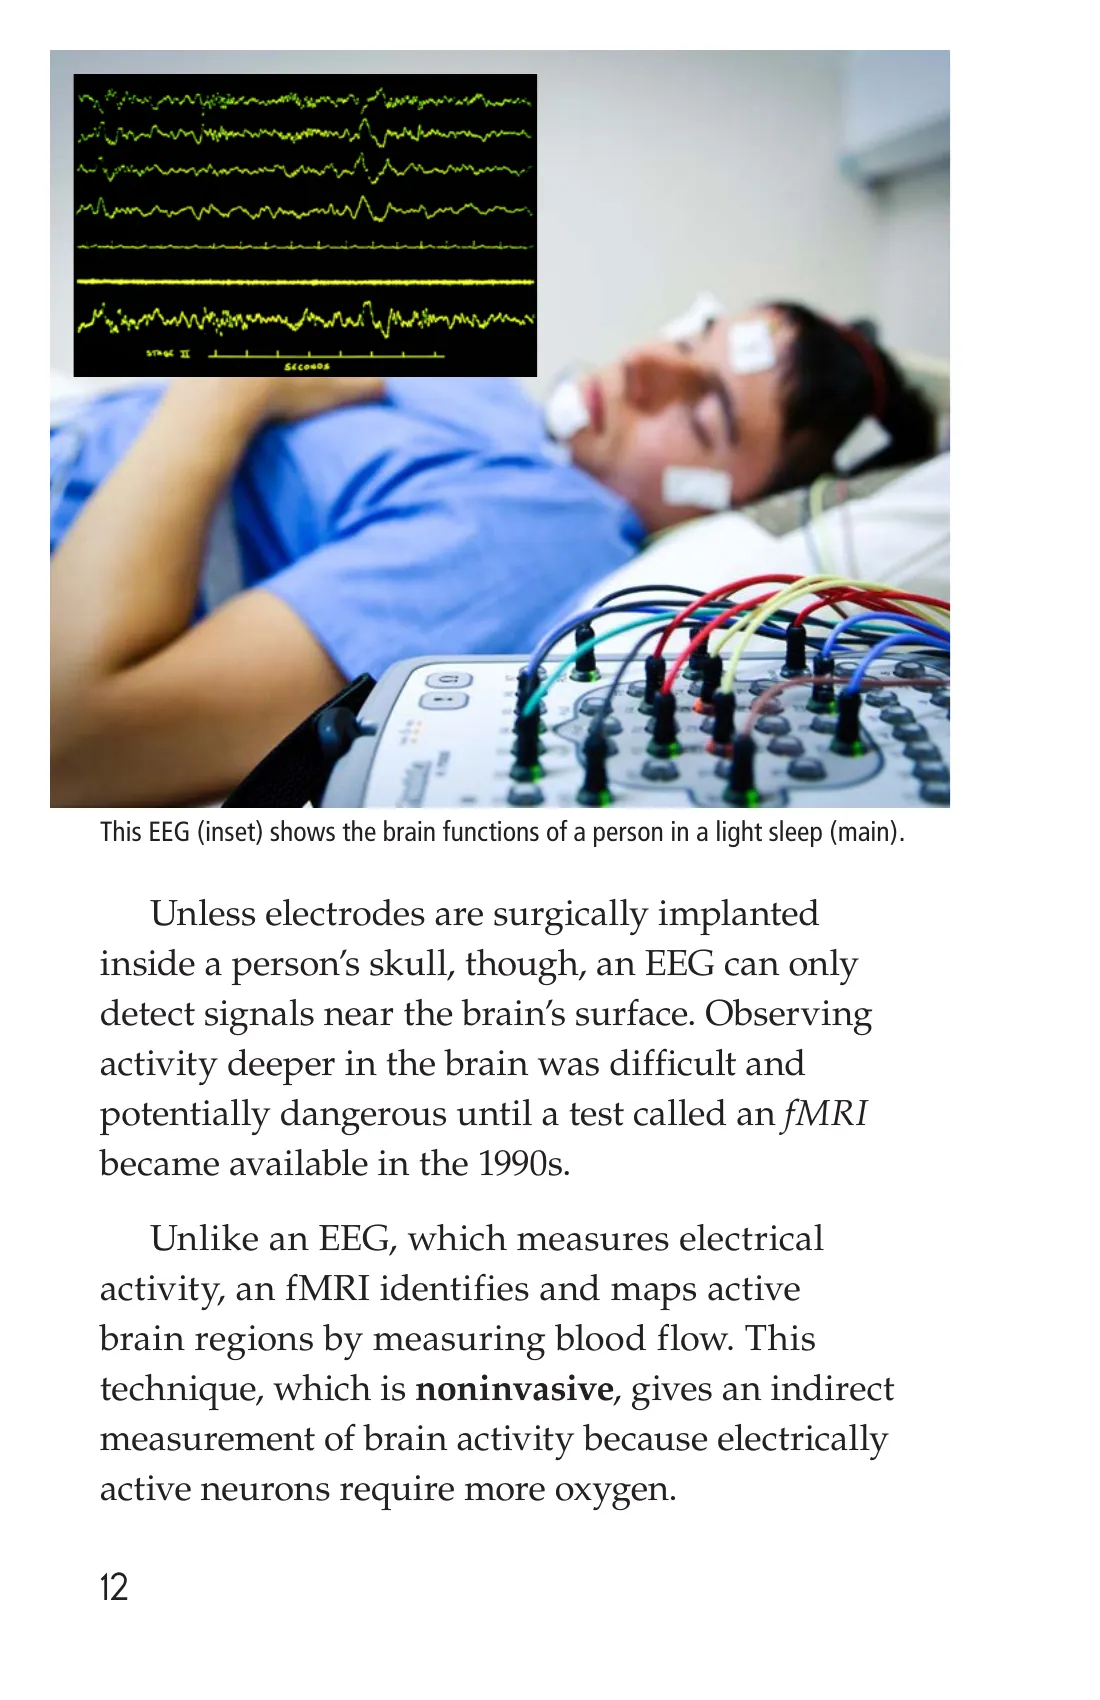 STAGE II
SECONDS
This EEG (inset) shows the brain functions of a person in a light sleep (main).
Unless electrodes are surgically implanted
inside a person’s skull, though, an EEG can only
detect signals near the brain’s surface. Observing
activity deeper in the brain was difficult and
potentially dangerous until a test called an fMRI
became available in the 1990s.
Unlike an EEG, which measures electrical
activity, an fMRI identifies and maps active
brain regions by measuring blood flow. This
technique, which is noninvasive, gives an indirect
measurement of brain activity because electrically
active neurons require more oxygen.
12